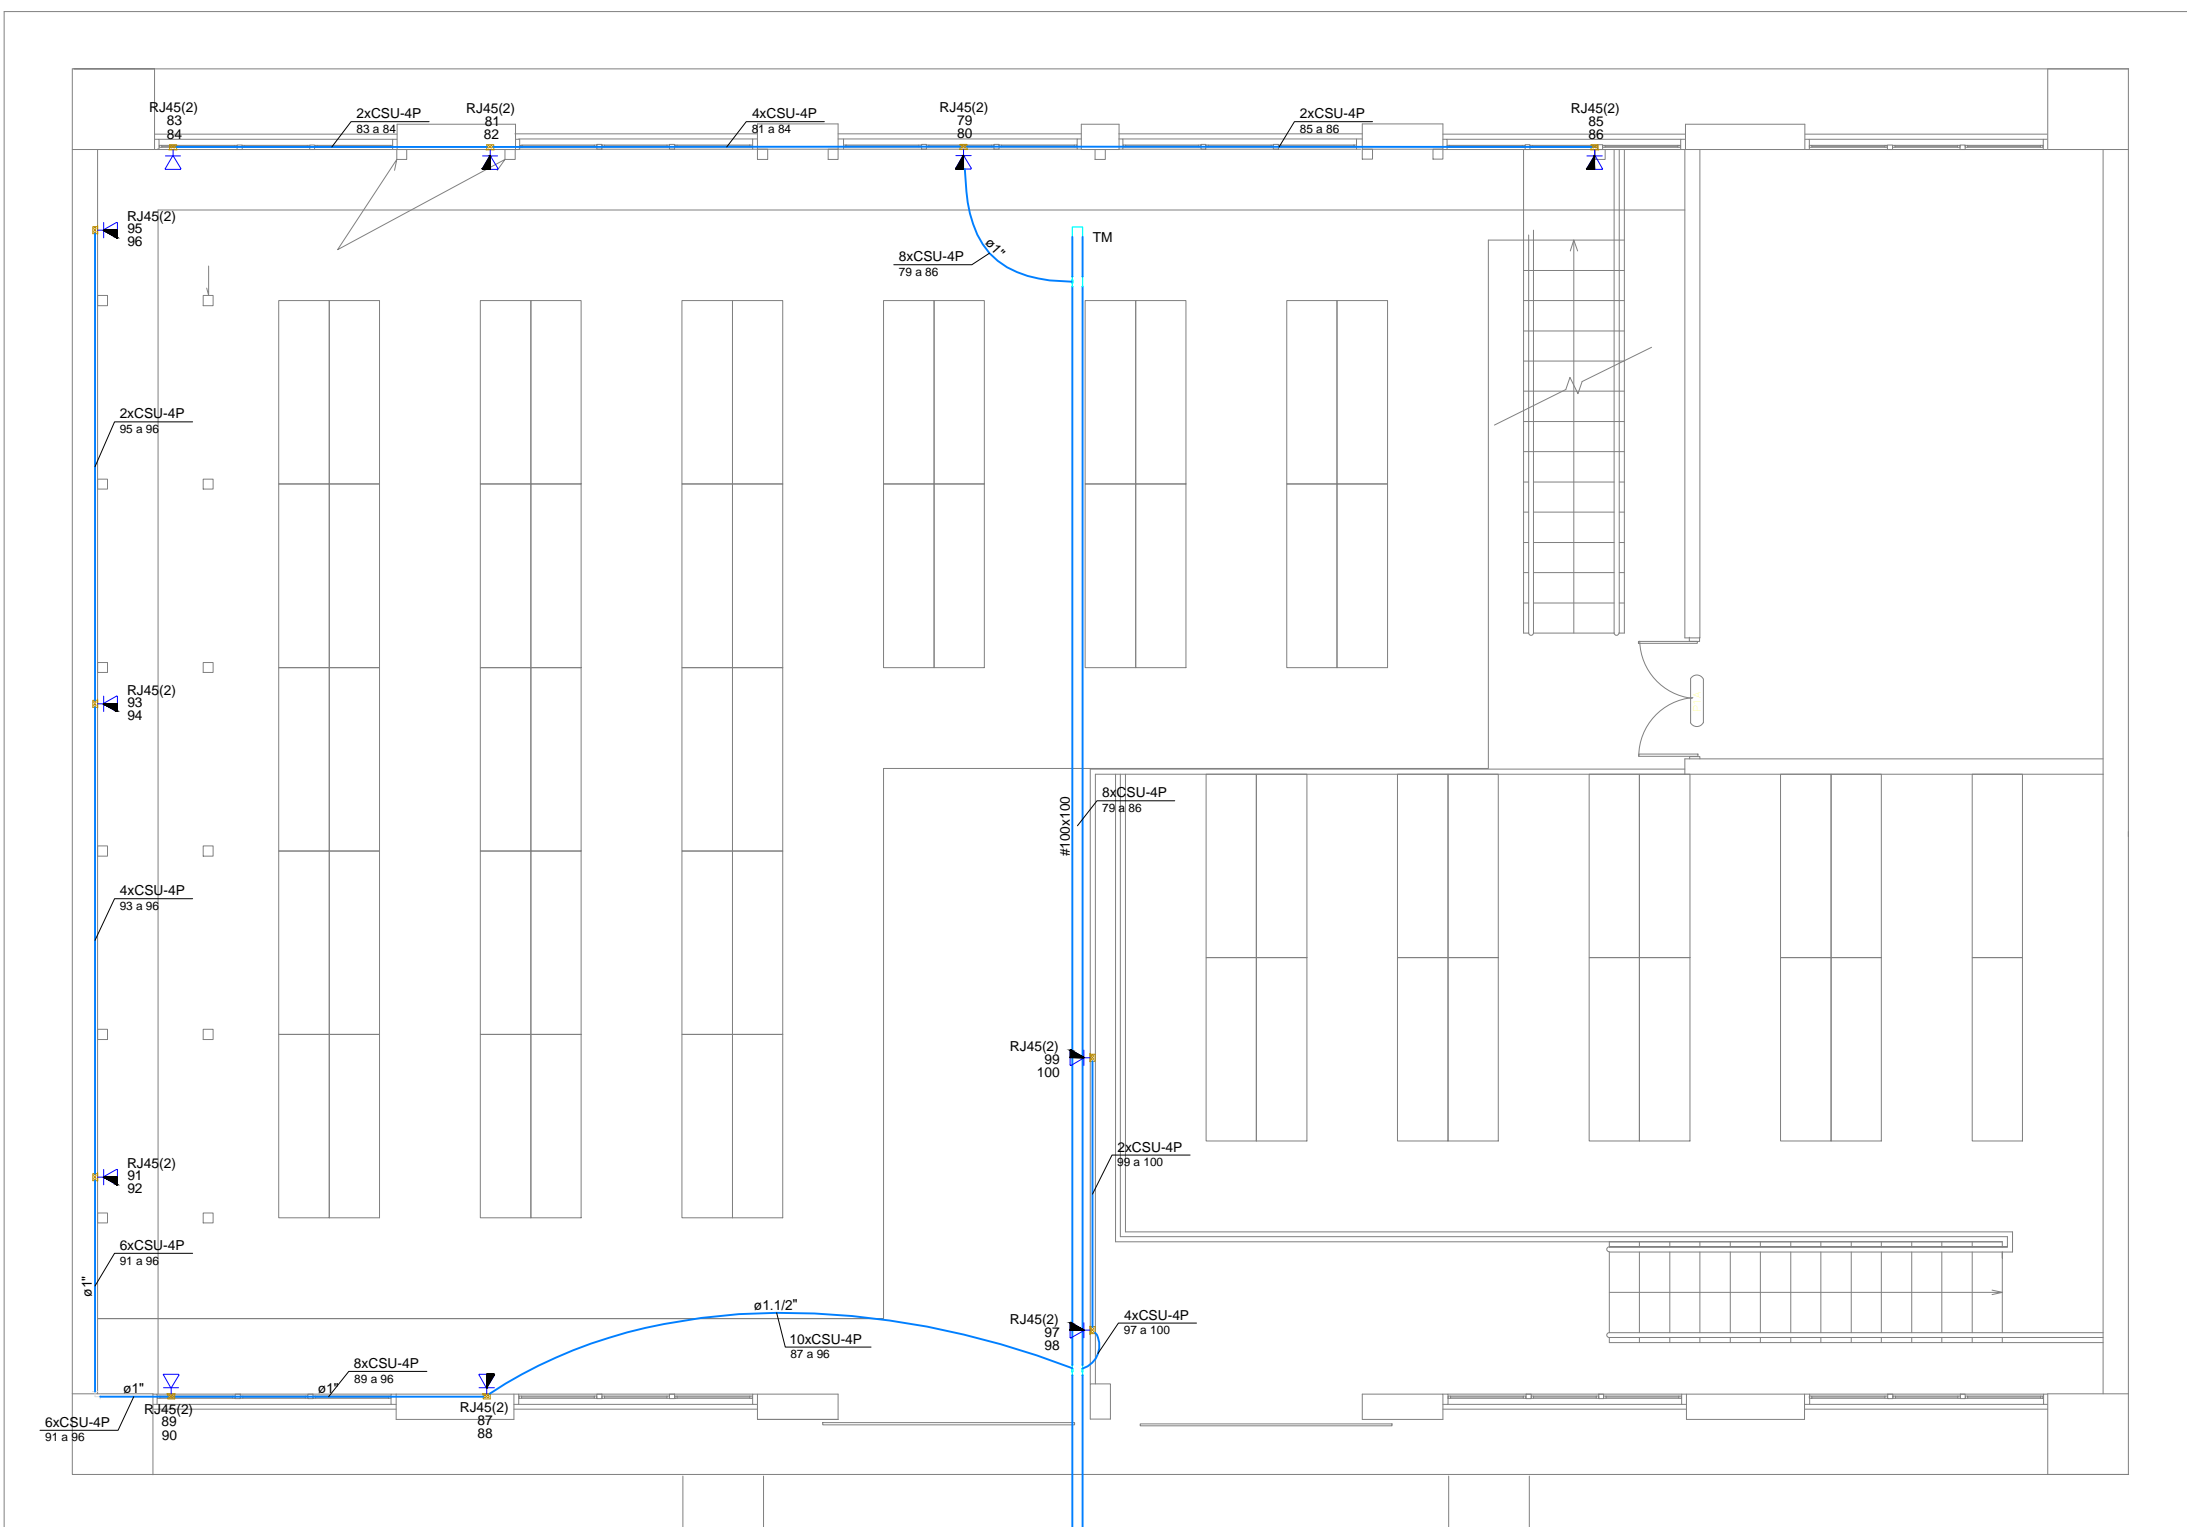 RJ45(2)
83
84
2xCSU-4P
83 a 84
RJ45(2)
81
82
4xCSU-4P
81 a 84
RJ45(2)
79
80
2xCSU-4P
85 a 86
RJ45(2)
85
86
RJ45(2)
95
96
TM
ø1"
8xCSU-4P
79 a 86
2xCSU-4P
95 a 96
RJ45(2)
93
94
#100x100
8xCSU-4P
79 a 86
4xCSU-4P
93 a 96
RJ45(2)
99
100
2xCSU-4P
99 a 100
RJ45(2)
91
92
6xCSU-4P
91 a 96
ø1"
ø1.1/2"
10xCSU-4P
87 a 96
RJ45(2)
97
98
4xCSU-4P
97 a 100
8xCSU-4P
89 a 96
ø1"
ø1"
6xCSU-4P
91 a 96
RJ45(2)
89
90
RJ45(2)
87
88